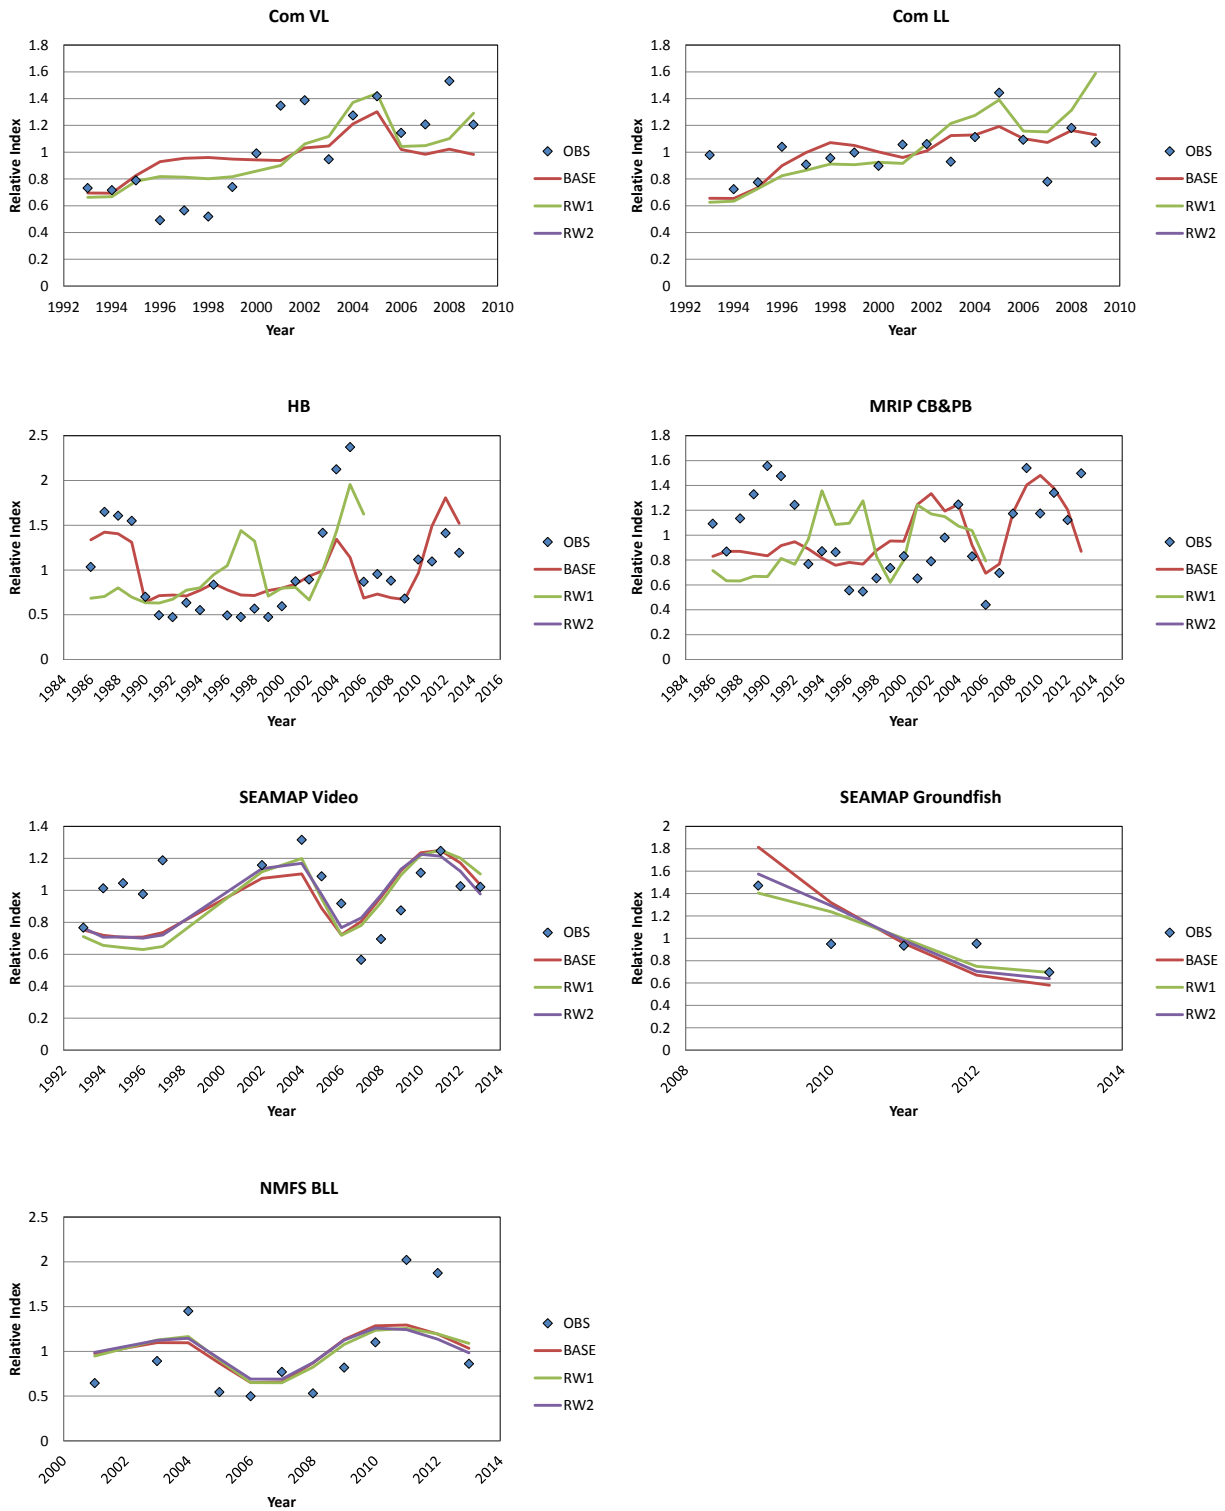 Com VL
Relative Index
1.8
1.6
1.4
1.2
1
0.8
0.6
0.4
0.2
0
1992 1994 1996 1998 2000 2002 2004 2006 2008 2010
Year
OBS
BASE
RW1
RW2
Com LL
Relative Index
1.8
1.6
1.4
1.2
1
0.8
0.6
0.4
0.2
0
1992 1994 1996 1998 2000 2002 2004 2006 2008 2010
Year
OBS
BASE
RW1
RW2
HB
Relative Index
2.5
2
1.5
1
0.5
0
1984 1986 1988 1990 1992 1994 1996 1998 2000 2002 2004 2006 2008 2010 2012 2014 2016
Year
OBS
BASE
RW1
RW2
MRIP CB&PB
Relative Index
1.8
1.6
1.4
1.2
1
0.8
0.6
0.4
0.2
0
1984 1986 1988 1990 1992 1994 1996 1998 2000 2002 2004 2006 2008 2010 2012 2014 2016
Year
OBS
BASE
RW1
RW2
SEAMAP Video
Relative Index
1.4
1.2
1
0.8
0.6
0.4
0.2
0
1992 1994 1996 1998 2000 2002 2004 2006 2008 2010 2012 2014
Year
OBS
BASE
RW1
RW2
SEAMAP Groundfish
Relative Index
2
1.8
1.6
1.4
1.2
1
0.8
0.6
0.4
0.2
0
2008 2010 2012 2014
Year
OBS
BASE
RW1
RW2
NMFS BLL
Relative Index
2.5
2
1.5
1
0.5
0
2000 2002 2004 2006 2008 2010 2012 2014
Year
OBS
BASE
RW1
RW2